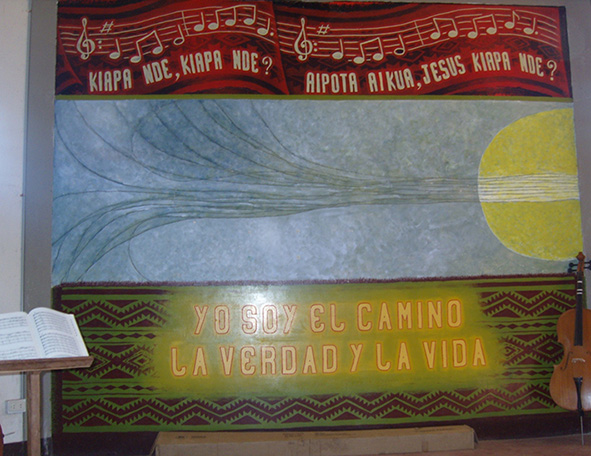 KIAPA NDE, KIAPA NDE? AIPOTA AIKUA, JESUS KIAPA NDE?
YO SOY EL CAMINO
LA VERDAD Y LA VIDA